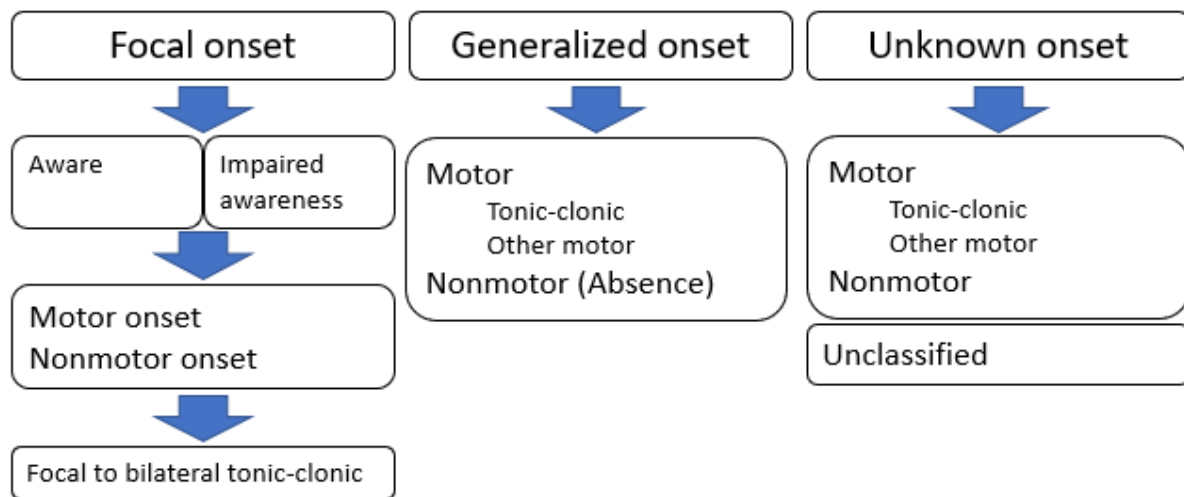 Focal onset
Aware
Impaired
awareness
Motor onset
Nonmotor onset
Focal to bilateral tonic-clonic
Generalized onset
Motor
Tonic-clonic
Other motor
Nonmotor (Absence)
Unknown onset
Motor
Tonic-clonic
Other motor
Nonmotor
Unclassified